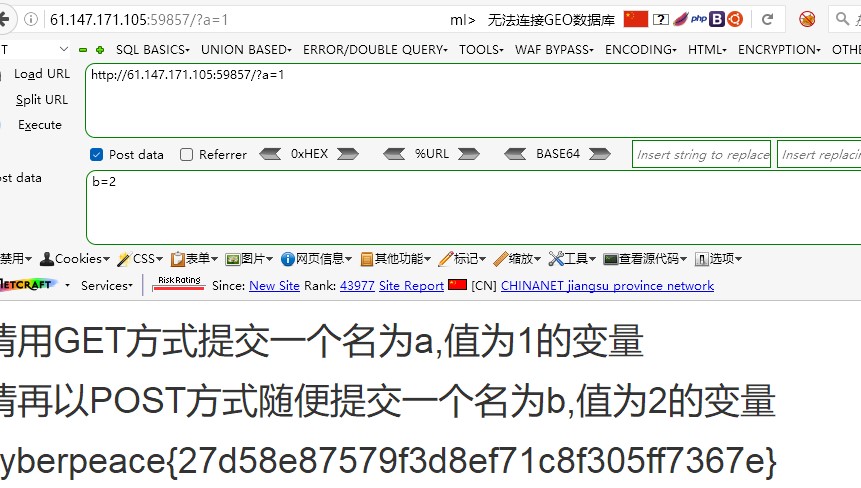 61.147.171.105:59857/?a=1 ml> 无法连接GEO数据库 php B
T SQL BASICS UNION BASED ERROR/DOUBLE QUERY TOOLS WAF BYPASS ENCODING HTML ENCRYPTION OTHE
Load URL http://61.147.171.105:59857/?a=1
Split URL
Execute
Post data Referrer 0xHEX %URL BASE64 Insert string to replace Insert replacin
ost data b=2
禁用 Cookies CSS 表单 图片 网页信息 其他功能 标记 缩放 工具 查看源代码 选项
ETCRAFT Services Risk Rating Since: New Site Rank: 43977 Site Report [CN] CHINANET jiangsu province network
请用GET方式提交一个名为a,值为1的变量
请再以POST方式随便提交一个名为b,值为2的变量
yberpeace{27d58e87579f3d8ef71c8f305ff7367e}